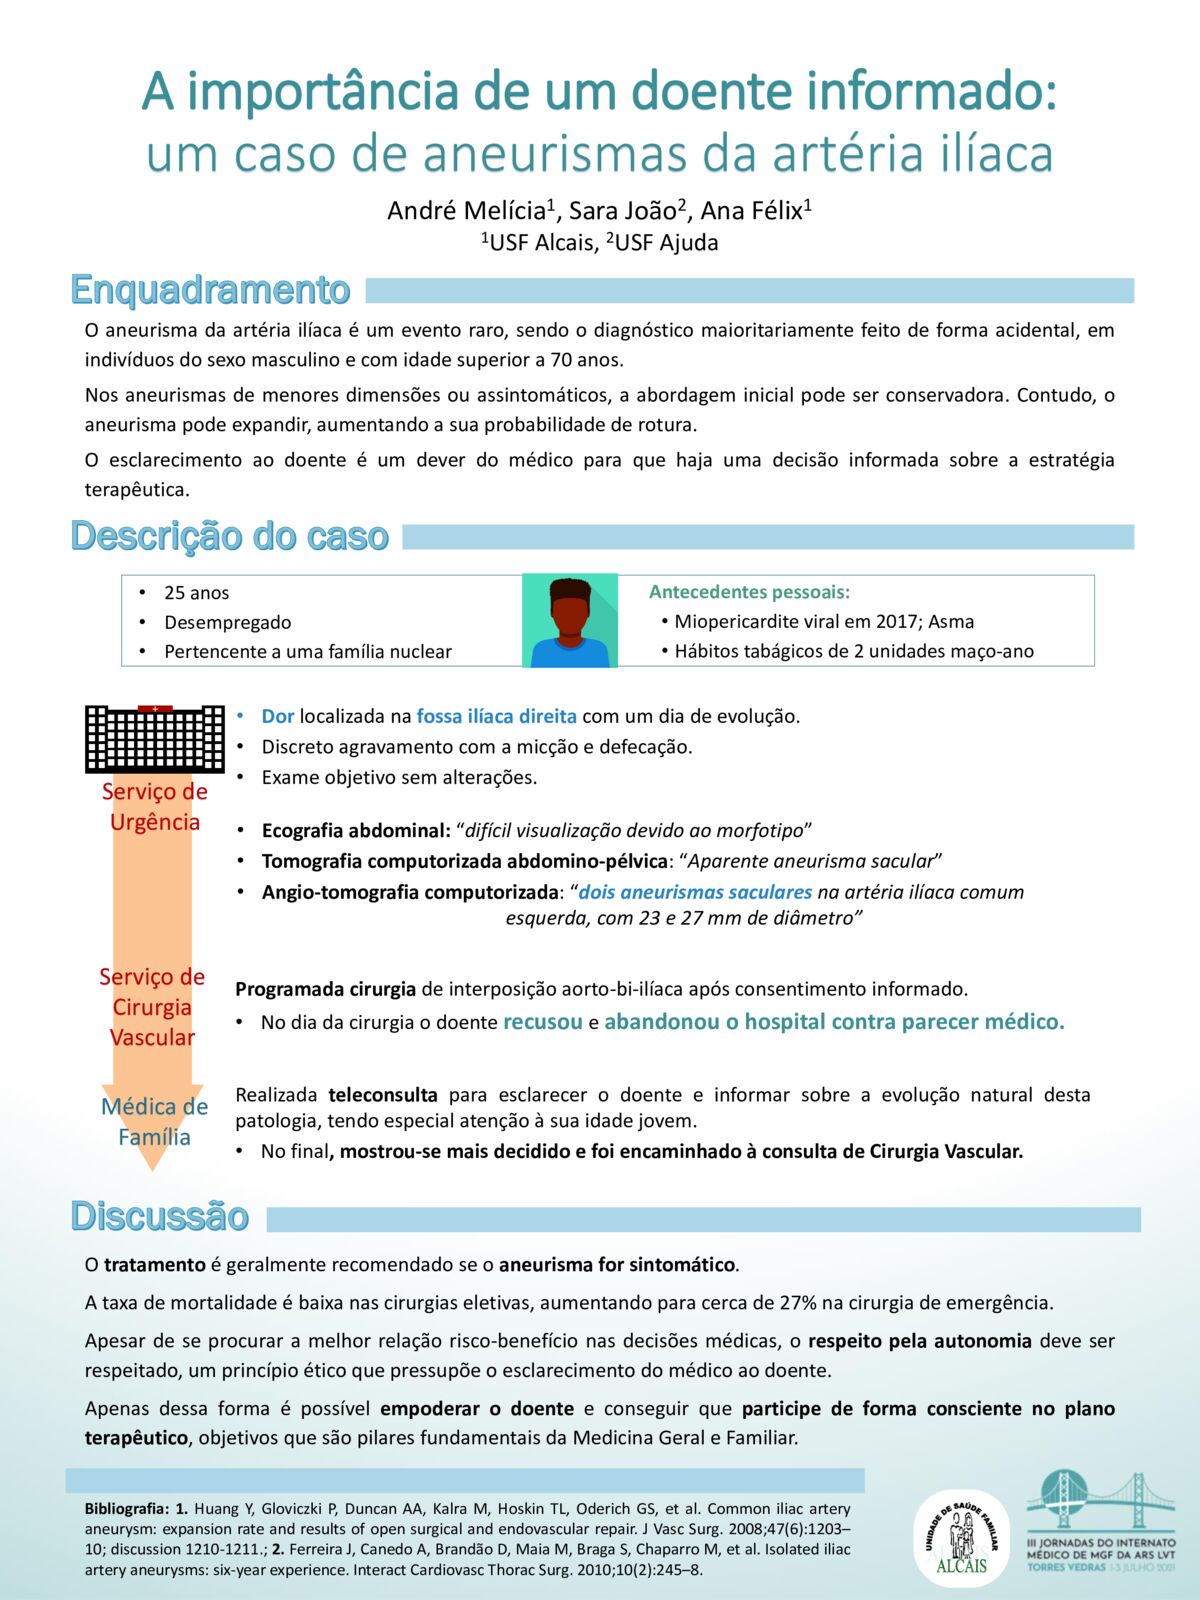 A importância de um doente informado:
um caso de aneurismas da artéria ilíaca
André Melícia¹, Sara João², Ana Félix¹
¹USF Alcais, ²USF Ajuda
Enquadramento
O aneurisma da artéria ilíaca é um evento raro, sendo o diagnóstico maioritariamente feito de forma acidental, em
indivíduos do sexo masculino e com idade superior a 70 anos.
Nos aneurismas de menores dimensões ou assintomáticos, a abordagem inicial pode ser conservadora. Contudo, o
aneurisma pode expandir, aumentando a sua probabilidade de rotura.
O esclarecimento ao doente é um dever do médico para que haja uma decisão informada sobre a estratégia
terapêutica.
Descrição do caso
• 25 anos
• Desempregado
• Pertencente a uma família nuclear
Antecedentes pessoais:
• Miopericardite viral em 2017; Asma
• Hábitos tabágicos de 2 unidades maço-ano
Serviço de
Urgência
• Dor localizada na fossa ilíaca direita com um dia de evolução.
• Discreto agravamento com a micção e defecação.
• Exame objetivo sem alterações.
• Ecografia abdominal: “difícil visualização devido ao morfotipo”
• Tomografia computorizada abdomino-pélvica: “Aparente aneurisma sacular”
• Angio-tomografia computorizada: “dois aneurismas saculares na artéria ilíaca comum
esquerda, com 23 e 27 mm de diâmetro”
Serviço de
Cirurgia
Vascular
Programada cirurgia de interposição aorto-bi-ilíaca após consentimento informado.
• No dia da cirurgia o doente recusou e abandonou o hospital contra parecer médico.
Médica de
Família
Realizada teleconsulta para esclarecer o doente e informar sobre a evolução natural desta
patologia, tendo especial atenção à sua idade jovem.
• No final, mostrou-se mais decidido e foi encaminhado à consulta de Cirurgia Vascular.
Discussão
O tratamento é geralmente recomendado se o aneurisma for sintomático.
A taxa de mortalidade é baixa nas cirurgias eletivas, aumentando para cerca de 27% na cirurgia de emergência.
Apesar de se procurar a melhor relação risco-benefício nas decisões médicas, o respeito pela autonomia deve ser
respeitado, um princípio ético que pressupõe o esclarecimento do médico ao doente.
Apenas dessa forma é possível empoderar o doente e conseguir que participe de forma consciente no plano
terapêutico, objetivos que são pilares fundamentais da Medicina Geral e Familiar.
Bibliografia: 1. Huang Y, Gloviczki P, Duncan AA, Kalra M, Hoskin TL, Oderich GS, et al. Common iliac artery
aneurysm: expansion rate and results of open surgical and endovascular repair. J Vasc Surg. 2008;47(6):1203–
10; discussion 1210-1211.; 2. Ferreira J, Canedo A, Brandão D, Maia M, Braga S, Chaparro M, et al. Isolated iliac
artery aneurysms: six-year experience. Interact Cardiovasc Thorac Surg. 2010;10(2):245–8.
UNIDADE DE SAÚDE FAMILIAR
ALCAIS
III JORNADAS DO INTERNATO
MÉDICO DE MGF DA ARS LVT
TORRES VEDRAS 1-3 JULHO 2021